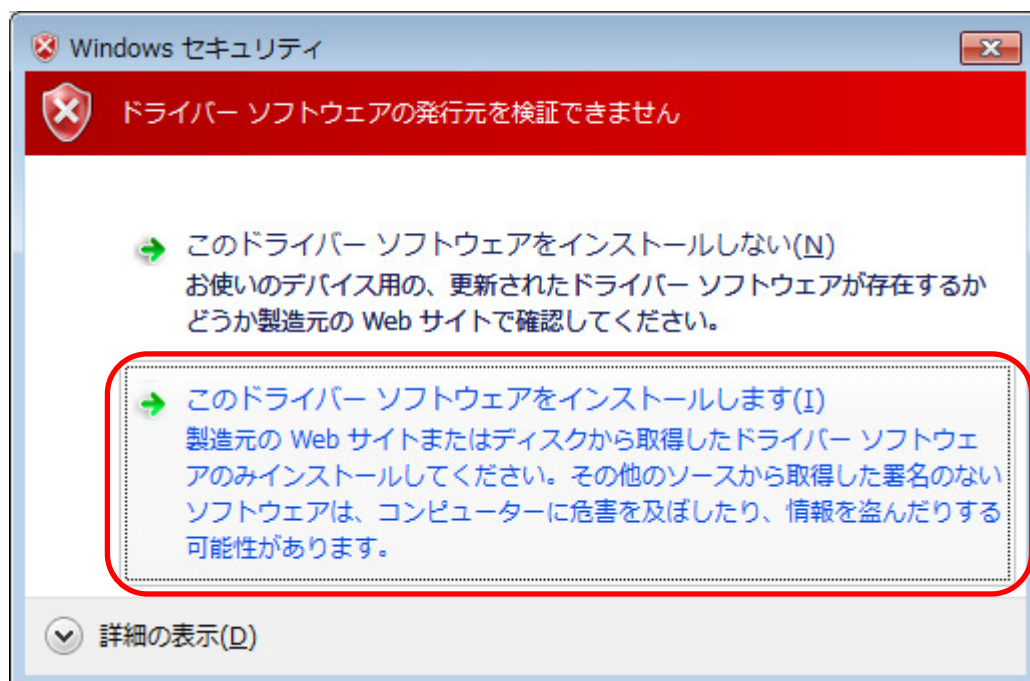 Windows セキュリティ
ドライバー ソフトウェアの発行元を検証できません
このドライバー ソフトウェアをインストールしない(N)
お使いのデバイス用の、更新されたドライバー ソフトウェアが存在するか
どうか製造元の Web サイトで確認してください。
このドライバー ソフトウェアをインストールします(I)
製造元の Web サイトまたはディスクから取得したドライバー ソフトウェ
アのみインストールしてください。その他のソースから取得した署名のない
ソフトウェアは、コンピューターに危害を及ぼしたり、情報を盗んだりする
可能性があります。
詳細の表示(D)